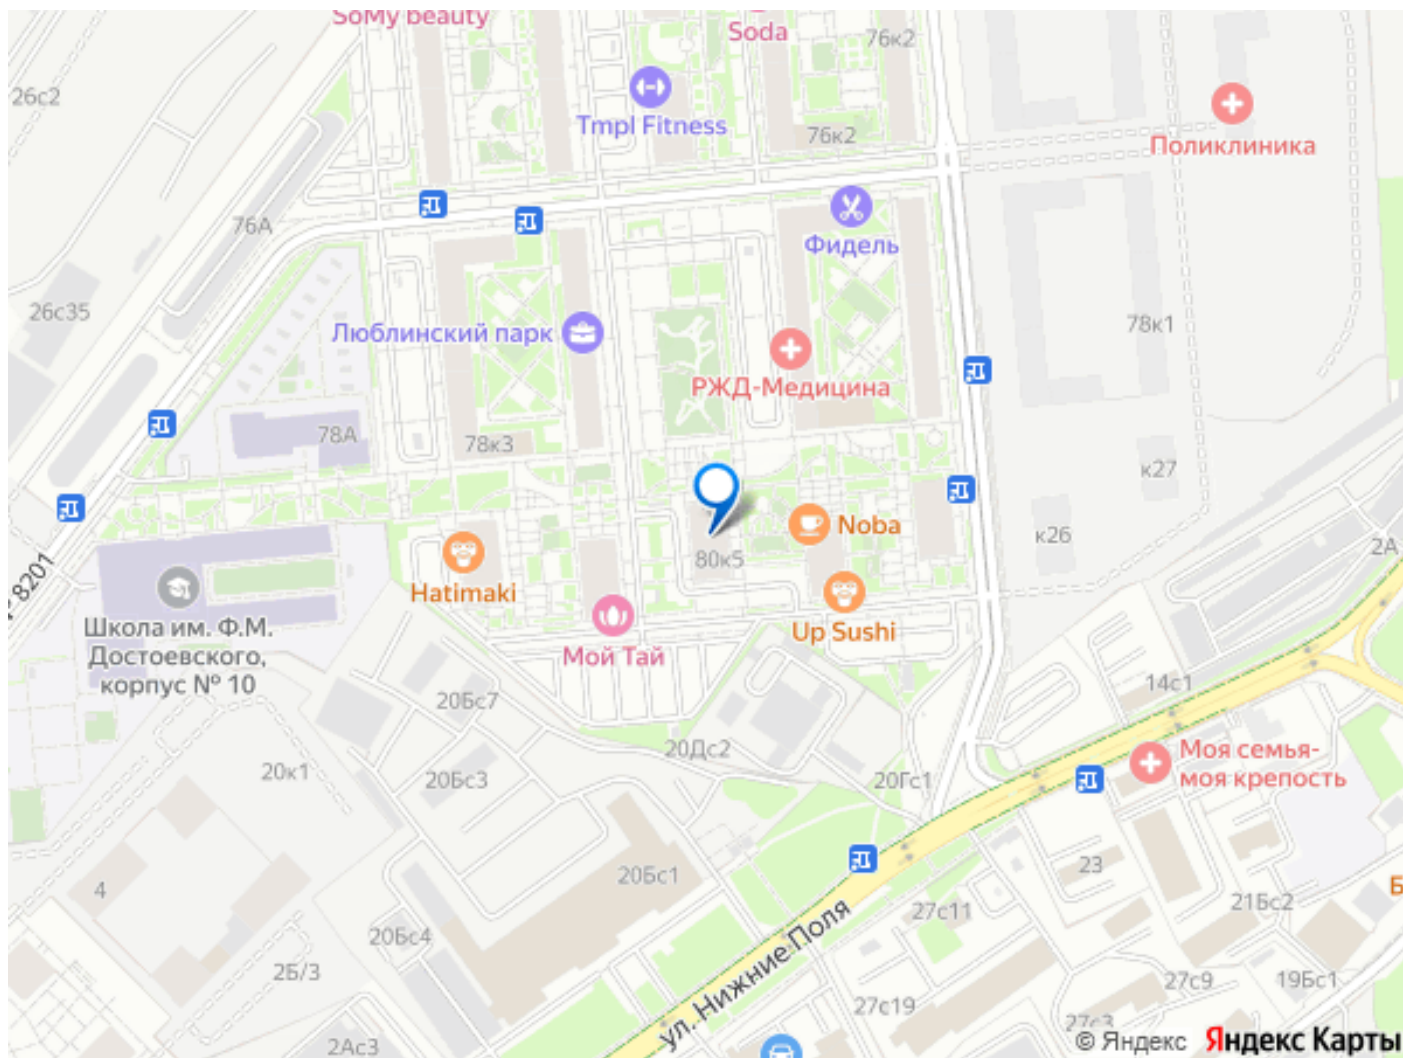 SoMy beauty
Soda
76к2
26с2
Tmpl Fitness
76к2
Поликлиника
76А
Фидель
26с35
Люблинский парк
78к1
РЖД-Медицина
78А
78к3
к27
Noba
к26
80к5
2А
8201
Hatimaki
Школа им. Ф.М.
Достоевского,
корпус № 10
Up Sushi
Мой Тай
14с1
20Бс7
20Дс2
Моя семья-
моя крепость
20к1
20Бс3
20Гс1
23
20Бс1
4
Б
21Бс2
27с11
20Бс4
ул. Нижние Поля
2Б/3
27с9
19Бс1
27с19
27с3
2Ас3
© Яндекс Яндекс Карты